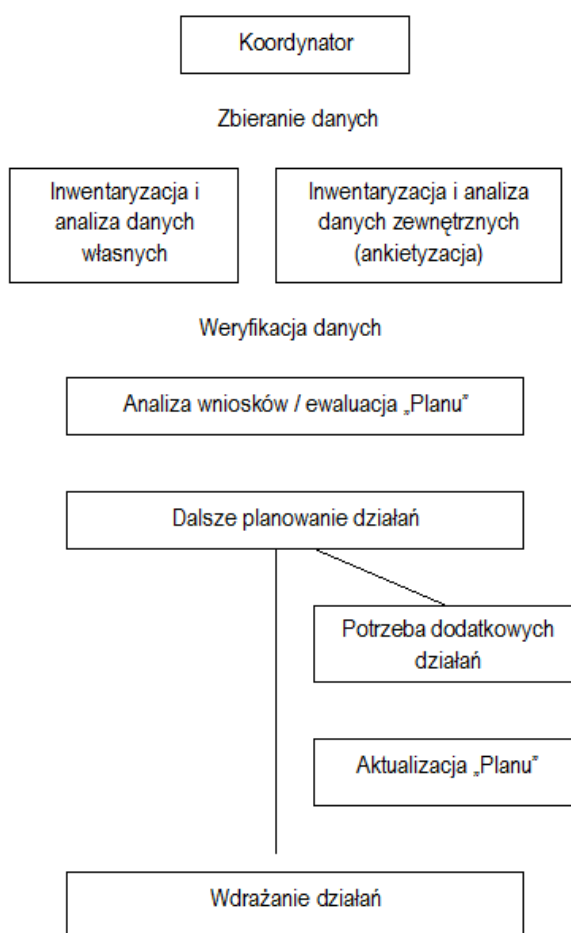 Koordynator
Zbieranie danych
Inwentaryzacja i
analiza danych
własnych
Inwentaryzacja i analiza
danych zewnętrznych
(ankietyzacja)
Weryfikacja danych
Analiza wniosków / ewaluacja „Planu”
Dalsze planowanie działań
Potrzeba dodatkowych
działań
Aktualizacja „Planu”
Wdrażanie działań